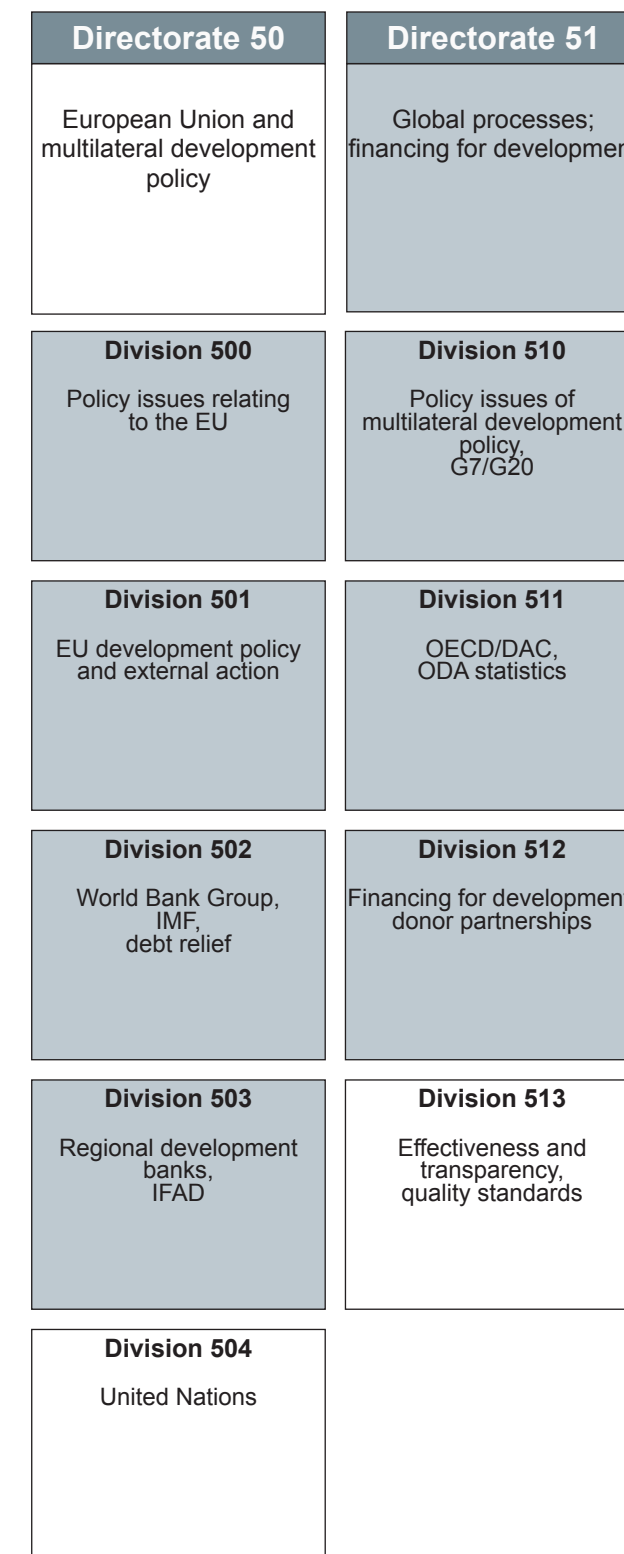 Directorate 50
European Union and
multilateral development
policy
Division 500
Policy issues relating
to the EU
Division 501
EU development policy
and external action
Division 502
World Bank Group,
IMF,
debt relief
Division 503
Regional development
banks,
IFAD
Division 504
United Nations
Directorate 51
Global processes;
financing for
Division 510
Policy issues of
multilateral development
policy,
G7/G20
Division 511
OECD/DAC,
ODA statistics
Division 512
Financing for development
donor partnerships
Division 513
Effectiveness and
transparency,
quality standards